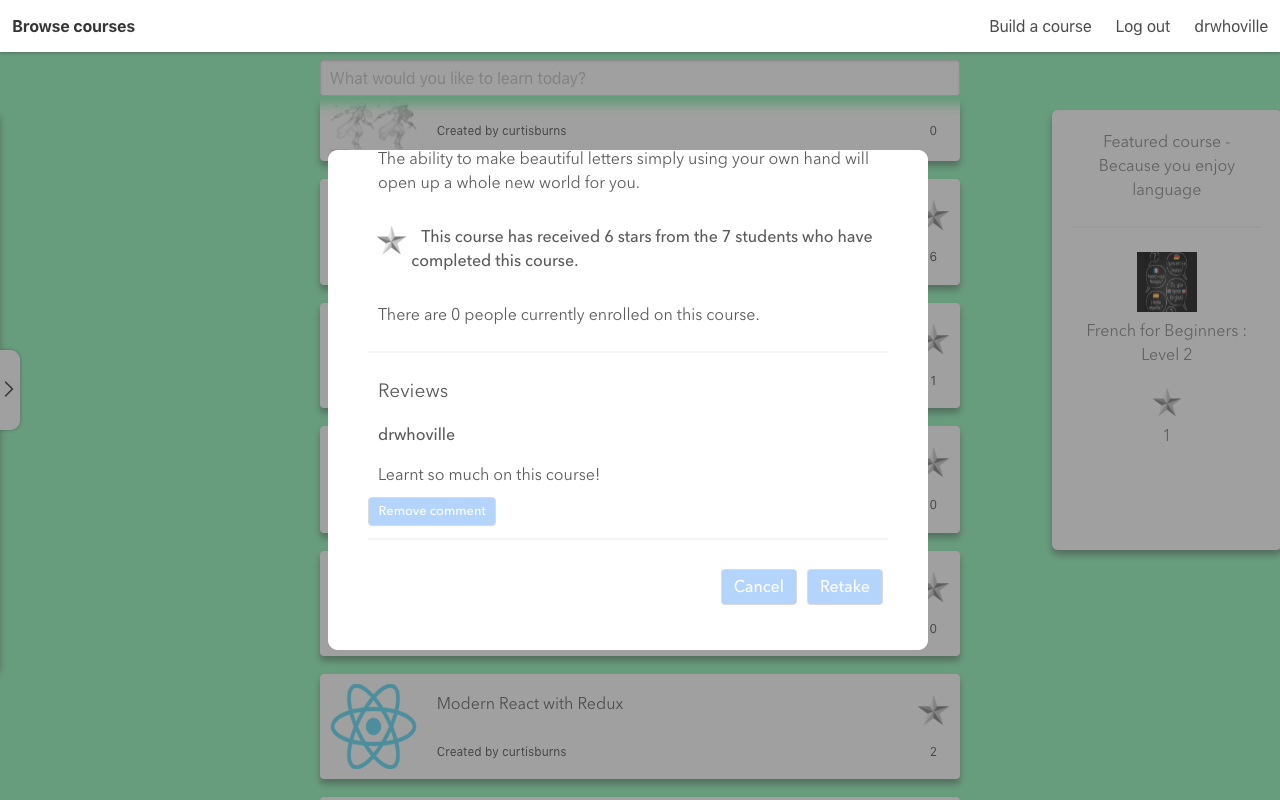 Browse courses
Build a course
Log out
drwhoville
What would you like to learn today?
Created by curtisburns
0
The ability to make beautiful letters simply using your own hand will
open up a whole new world for you.
This course has received 6 stars from the 7 students who have
completed this course.
6
There are 0 people currently enrolled on this course.
1
Reviews
drwhoville
Learnt so much on this course!
Remove comment
0
Cancel
Retake
0
Modern React with Redux
Created by curtisburns
2
Featured course -
Because you enjoy
language
French for Beginners :
Level 2
1